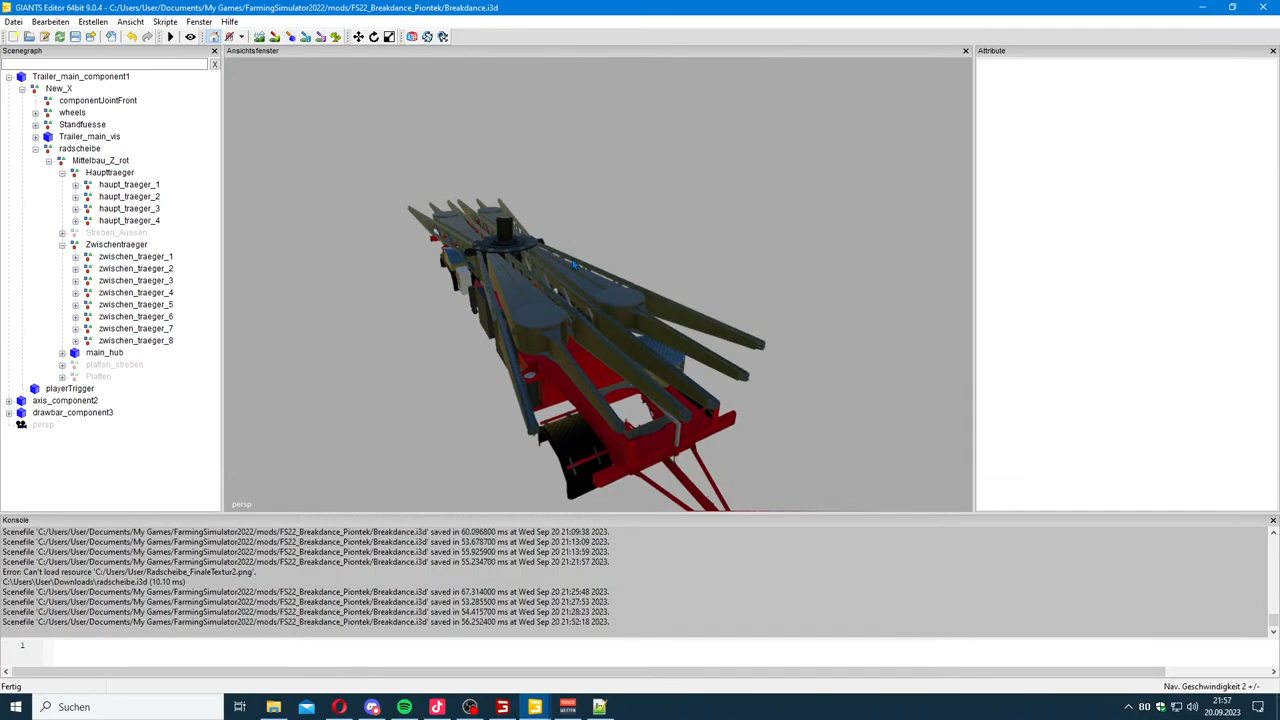 GIANTS Editor 64bit 9.0.4 - C:/Users/User/Documents/My Games/FarmingSimulator2022/mods/FS22_Breakdance_Piontek/Breakdance.i3d
Datei Bearbeiten Erstellen Ansicht Skripte Fenster Hilfe
Scenegraph
Ansichtsfenster
Attribute
X
Trailer_main_component1
New_X
componentJointFront
wheels
Standfuesse
Trailer_main_vis
radscheibe
Mittelbau_Z_rot
Haupttraeger
haupt_traeger_1
haupt_traeger_2
haupt_traeger_3
haupt_traeger_4
Streben_Aussen
Zwischentraeger
zwischen_traeger_1
zwischen_traeger_2
zwischen_traeger_3
zwischen_traeger_4
zwischen_traeger_5
zwischen_traeger_6
zwischen_traeger_7
zwischen_traeger_8
main_hub
platten_streben
Platten
playerTrigger
axis_component2
drawbar_component3
persp
persp
Konsole
Scenefile 'C:/Users/User/Documents/My Games/FarmingSimulator2022/mods/FS22_Breakdance_Piontek/Breakdance.i3d' saved in 60.096800 ms at Wed Sep 20 21:09:38 2023.
Scenefile 'C:/Users/User/Documents/My Games/FarmingSimulator2022/mods/FS22_Breakdance_Piontek/Breakdance.i3d' saved in 53.678700 ms at Wed Sep 20 21:13:09 2023.
Scenefile 'C:/Users/User/Documents/My Games/FarmingSimulator2022/mods/FS22_Breakdance_Piontek/Breakdance.i3d' saved in 55.925900 ms at Wed Sep 20 21:13:59 2023.
Scenefile 'C:/Users/User/Documents/My Games/FarmingSimulator2022/mods/FS22_Breakdance_Piontek/Breakdance.i3d' saved in 55.234700 ms at Wed Sep 20 21:21:57 2023.
Error: Can't load resource 'C:/Users/User/Radscheibe_FinaleTextur2.png'.
C:\Users\User\Downloads\radscheibe.i3d (10.10 ms)
Scenefile 'C:/Users/User/Documents/My Games/FarmingSimulator2022/mods/FS22_Breakdance_Piontek/Breakdance.i3d' saved in 67.314000 ms at Wed Sep 20 21:25:48 2023.
Scenefile 'C:/Users/User/Documents/My Games/FarmingSimulator2022/mods/FS22_Breakdance_Piontek/Breakdance.i3d' saved in 53.285500 ms at Wed Sep 20 21:27:53 2023.
Scenefile 'C:/Users/User/Documents/My Games/FarmingSimulator2022/mods/FS22_Breakdance_Piontek/Breakdance.i3d' saved in 54.415700 ms at Wed Sep 20 21:28:23 2023.
Scenefile 'C:/Users/User/Documents/My Games/FarmingSimulator2022/mods/FS22_Breakdance_Piontek/Breakdance.i3d' saved in 56.252400 ms at Wed Sep 20 21:52:18 2023.
1
Fertig
Nav. Geschwindigkeit 2 +/-
Suchen
21:57
20.09.2023